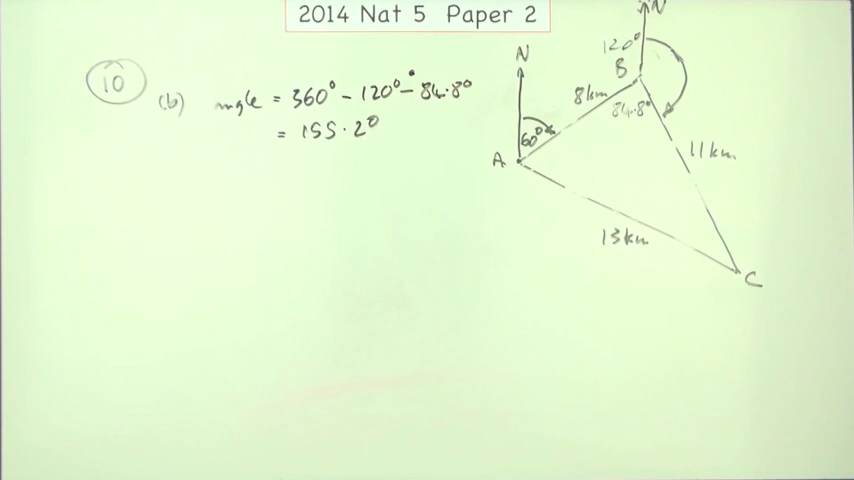 2014 Nat 5 Paper 2
10
(b) angle = 360° - 120° - 84.8°
= 155.2°
N
N
120°
B
8km
84.8°
60°
A
11km
13km
C